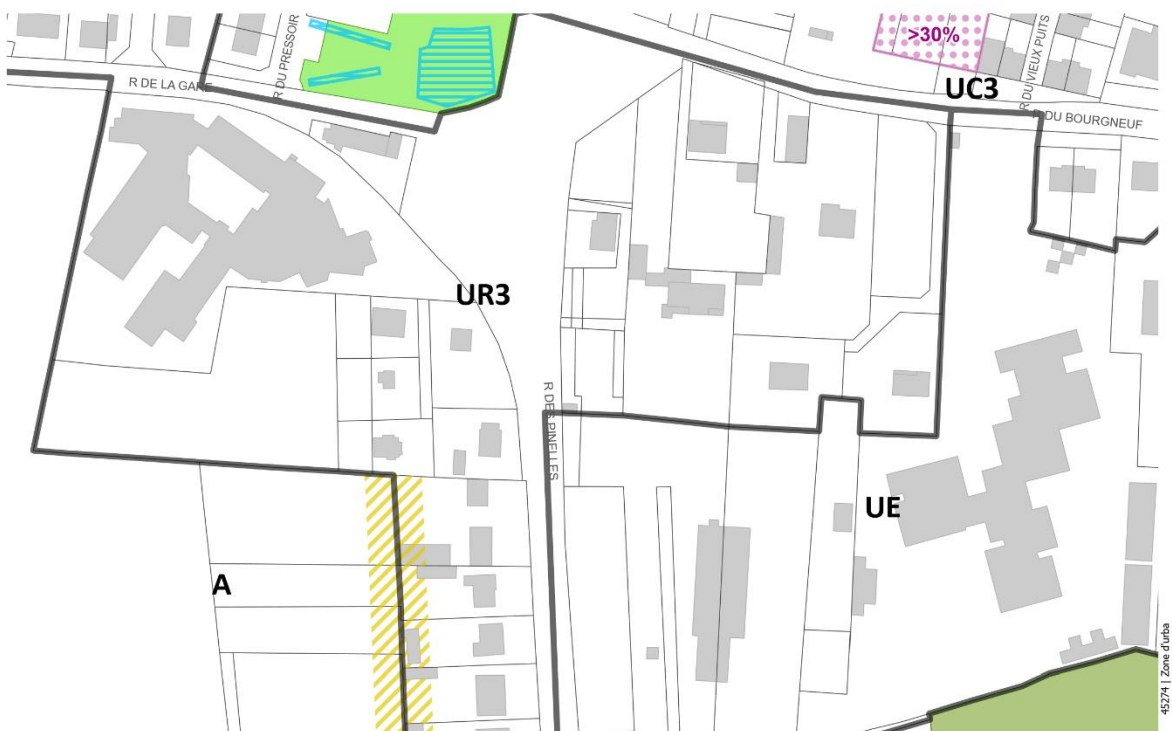 R DU PRESSOIR
>30%
R DU VIEUX PUITS
R DE LA GARE
UC3
R DU BOURGNEUF
UR3
R DES PINELLES
UE
A
45274 | Zone d'urba